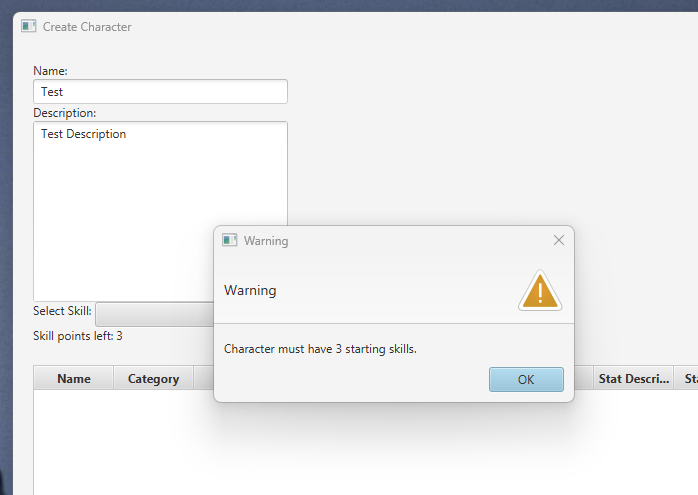 Create Character
Name:
Test
Description:
Test Description
Warning
Warning
Character must have 3 starting skills.
OK
Select Skill:
Skill points left: 3
Name Category Stat Descri...